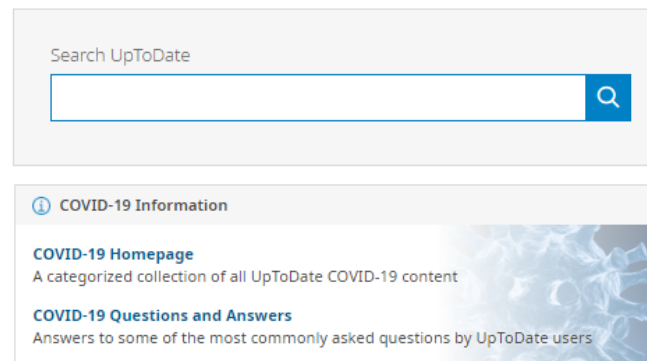 Search UpToDate
COVID-19 Information
COVID-19 Homepage
A categorized collection of all UpToDate COVID-19 content
COVID-19 Questions and Answers
Answers to some of the most commonly asked questions by UpToDate users